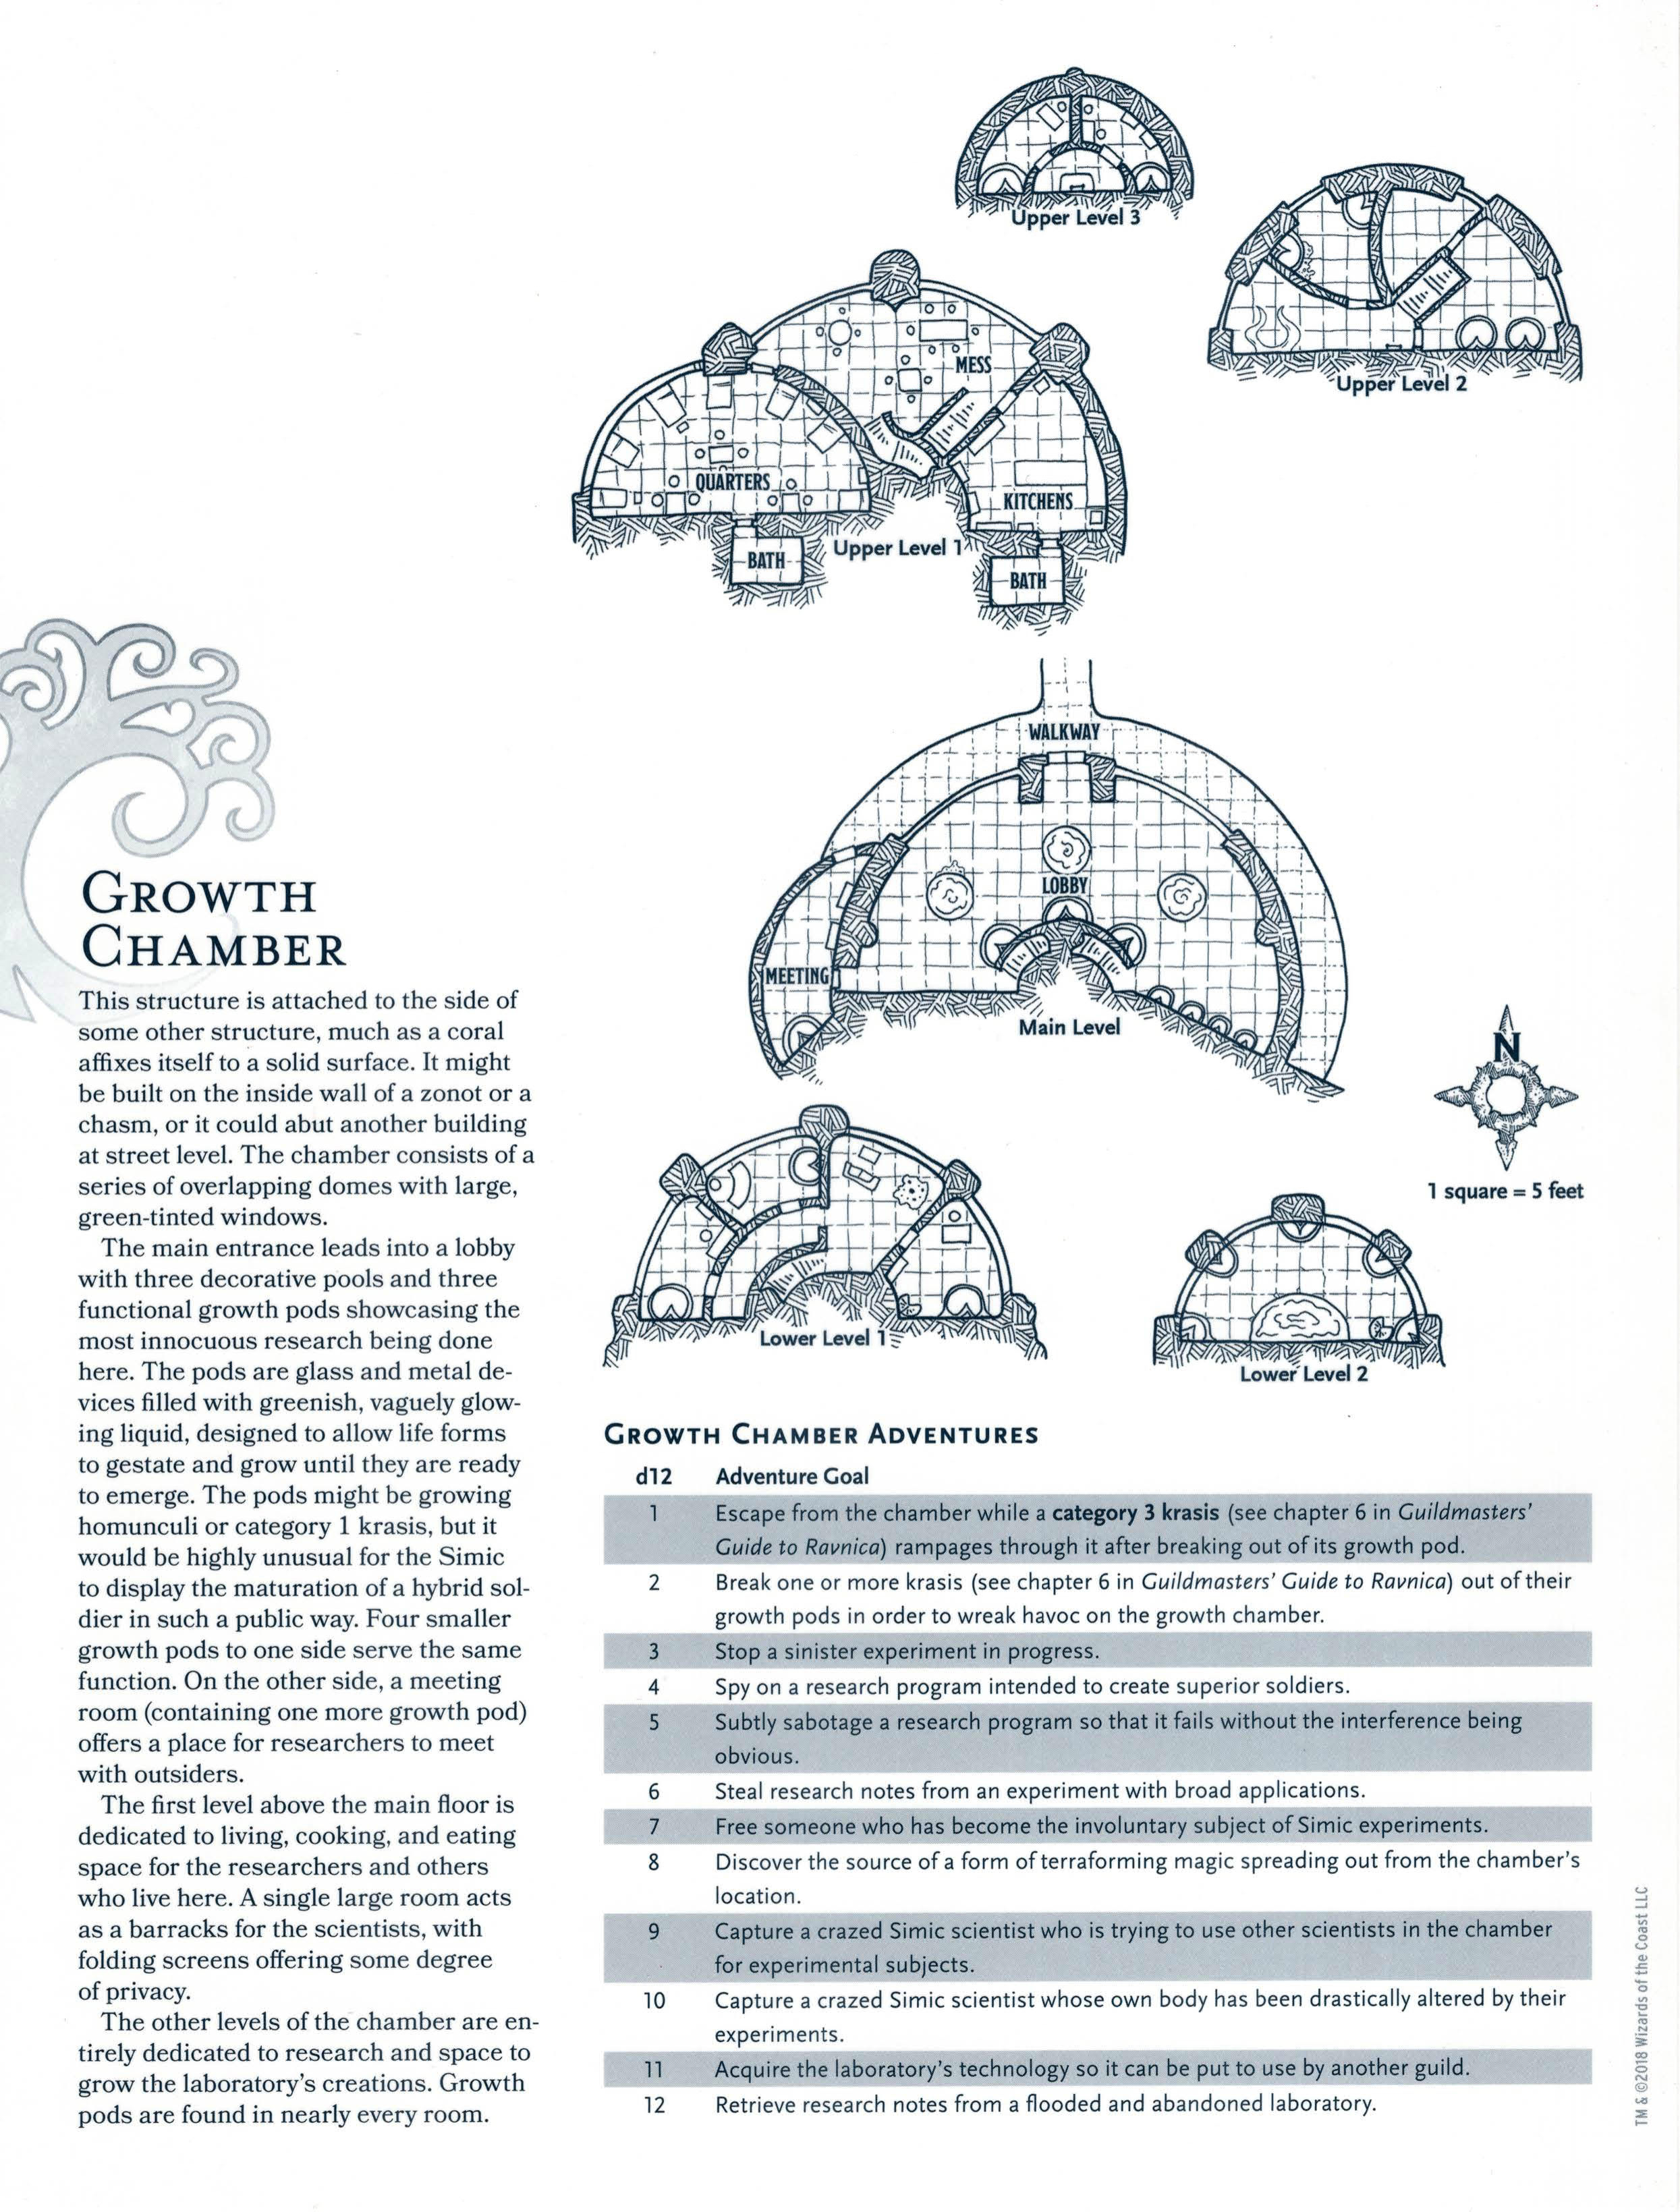 Upper Level 3
Upper Level 2
MESS
QUARTERS
KITCHENS
BATH
Upper Level 1
BATH
WALKWAY
LOBBY
MEETING
Main Level
N
1 square = 5 feet
Lower Level 1
Lower Level 2
GROWTH
CHAMBER
This structure is attached to the side of
some other structure, much as a coral
affixes itself to a solid surface. It might
be built on the inside wall of a zonot or a
chasm, or it could abut another building
at street level. The chamber consists of a
series of overlapping domes with large,
green-tinted windows.
The main entrance leads into a lobby
with three decorative pools and three
functional growth pods showcasing the
most innocuous research being done
here. The pods are glass and metal de-
vices filled with greenish, vaguely glow-
ing liquid, designed to allow life forms
to gestate and grow until they are ready
to emerge. The pods might be growing
homunculi or category 1 krasis, but it
would be highly unusual for the Simic
to display the maturation of a hybrid sol-
dier in such a public way. Four smaller
growth pods to one side serve the same
function. On the other side, a meeting
room (containing one more growth pod)
offers a place for researchers to meet
with outsiders.
The first level above the main floor is
dedicated to living, cooking, and eating
space for the researchers and others
who live here. A single large room acts
as a barracks for the scientists, with
folding screens offering some degree
of privacy.
The other levels of the chamber are en-
tirely dedicated to research and space to
grow the laboratory's creations. Growth
pods are found in nearly every room.
GROWTH CHAMBER ADVENTURES
d12 Adventure Goal
1 Escape from the chamber while a category 3 krasis (see chapter 6 in Guildmasters'
Guide to Ravnica) rampages through it after breaking out of its growth pod.
2 Break one or more krasis (see chapter 6 in Guildmasters' Guide to Ravnica) out of their
growth pods in order to wreak havoc on the growth chamber.
3 Stop a sinister experiment in progress.
4 Spy on a research program intended to create superior soldiers.
5 Subtly sabotage a research program so that it fails without the interference being
obvious.
6 Steal research notes from an experiment with broad applications.
7 Free someone who has become the involuntary subject of Simic experiments.
8 Discover the source of a form of terraforming magic spreading out from the chamber's
location.
9 Capture a crazed Simic scientist who is trying to use other scientists in the chamber
for experimental subjects.
10 Capture a crazed Simic scientist whose own body has been drastically altered by their
experiments.
11 Acquire the laboratory's technology so it can be put to use by another guild.
12 Retrieve research notes from a flooded and abandoned laboratory.
TM & ©2018 Wizards of the Coast LLC